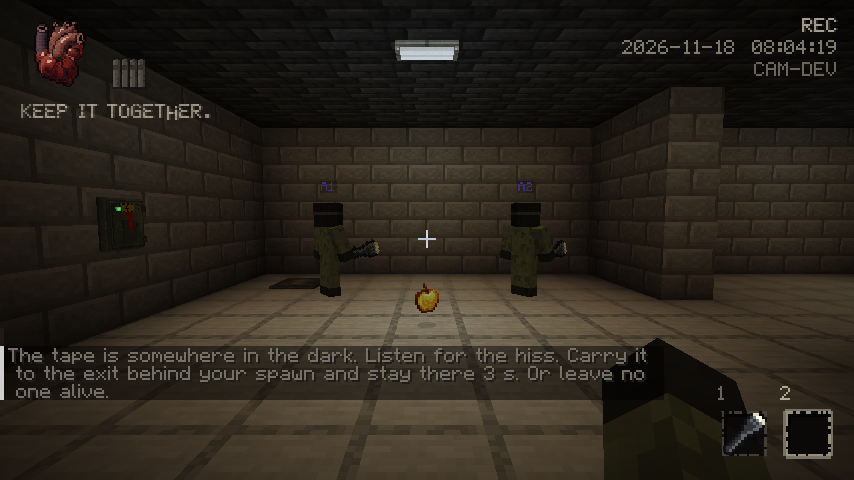 REC
2026-11-18 08:04:19
CAM-DEV
KEEP IT TOGETHER.
A1
A2
The tape is somewhere in the dark. Listen for the hiss. Carry it
to the exit behind your spawn and stay there 3 s. Or leave no
one alive.
1
2